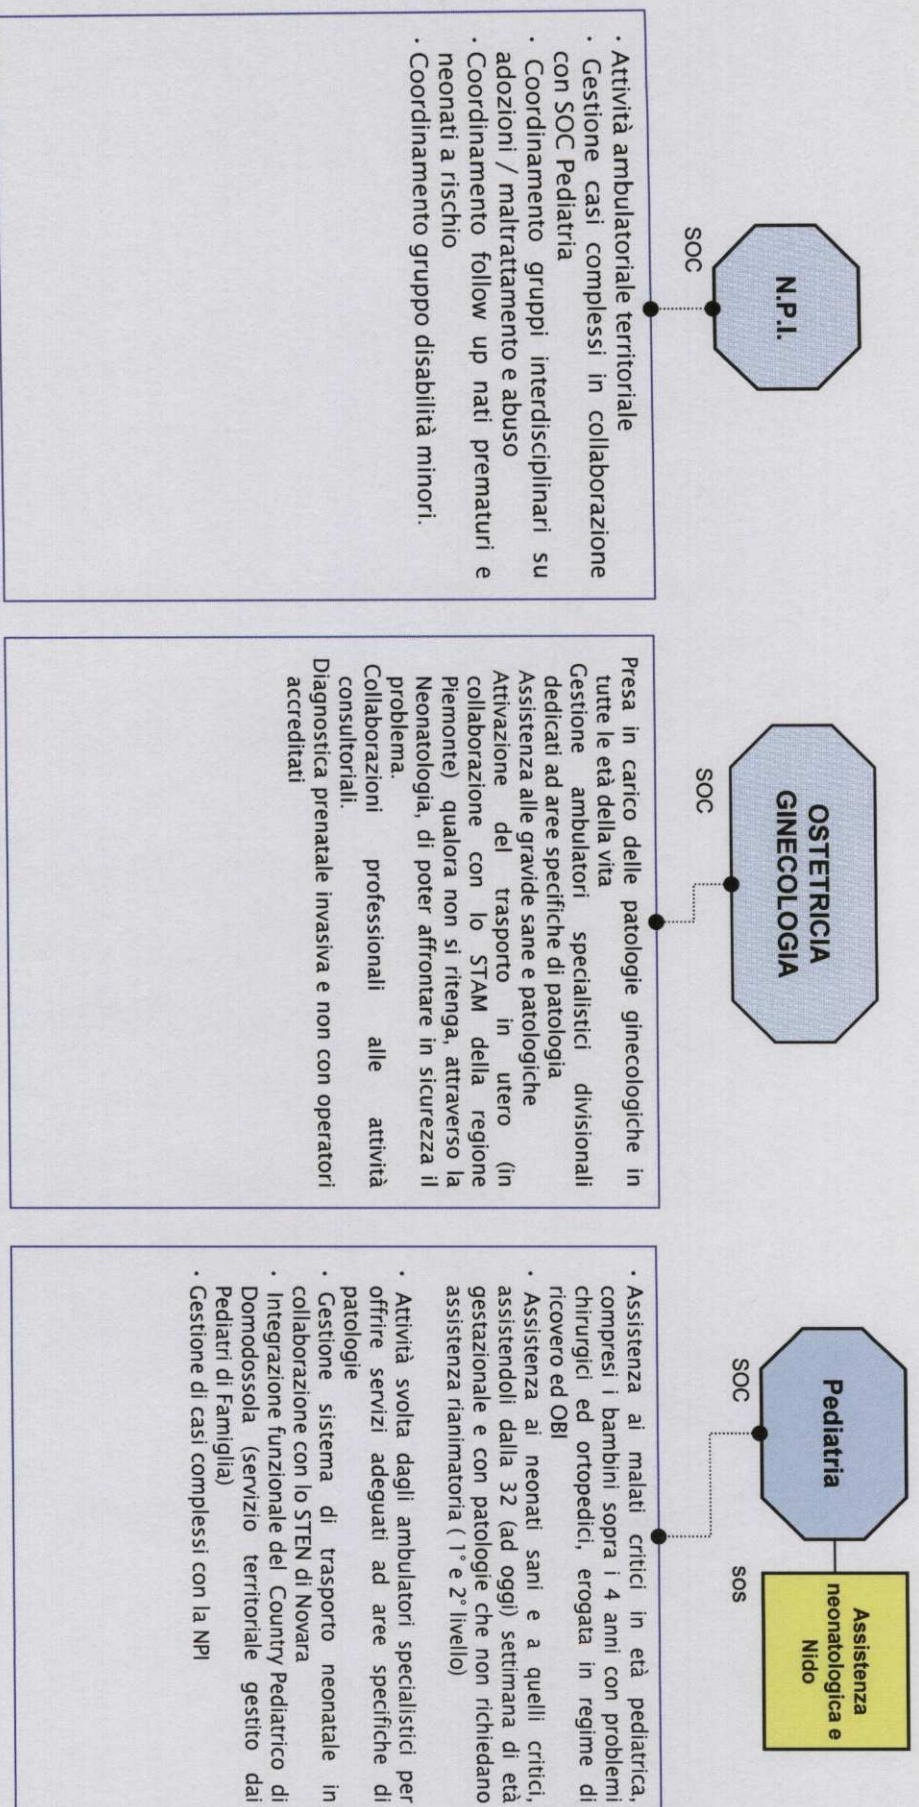 N.P.I.
SOC
· Attività ambulatoriale territoriale
· Gestione casi complessi in collaborazione
con SOC Pediatria
· Coordinamento gruppi interdisciplinari su
adozioni / maltrattamento e abuso
· Coordinamento follow up nati prematuri e
neonati a rischio
· Coordinamento gruppo disabilità minori.
OSTETRICIA
GINECOLOGIA
SOC
Presa in carico delle patologie ginecologiche in
tutte le età della vita
Gestione ambulatori specialistici divisionali
dedicati ad aree specifiche di patologia
Assistenza alle gravide sane e patologiche
Attivazione del trasporto in utero (in
collaborazione con lo STAM della regione
Piemonte) qualora non si ritenga, attraverso la
Neonatologia, di poter affrontare in sicurezza il
problema.
Collaborazioni professionali alle attività
consultoriali.
Diagnostica prenatale invasiva e non con operatori
accreditati
Pediatria
SOC
Assistenza
neonatologica e
Nido
SOS
· Assistenza ai malati critici in età pediatrica,
compresi i bambini sopra i 4 anni con problemi
chirurgici ed ortopedici, erogata in regime di
ricovero ed OBI
· Assistenza ai neonati sani e a quelli critici,
assistendoli dalla 32 (ad oggi) settimana di età
gestazionale e con patologie che non richiedano
assistenza rianimatoria ( 1° e 2° livello)
· Attività svolta dagli ambulatori specialistici per
offrire servizi adeguati ad aree specifiche di
patologie
· Gestione sistema di trasporto neonatale in
collaborazione con lo STEN di Novara
· Integrazione funzionale del Country Pediatrico di
Domodossola (servizio territoriale gestito dai
Pediatri di Famiglia)
· Gestione di casi complessi con la NPI